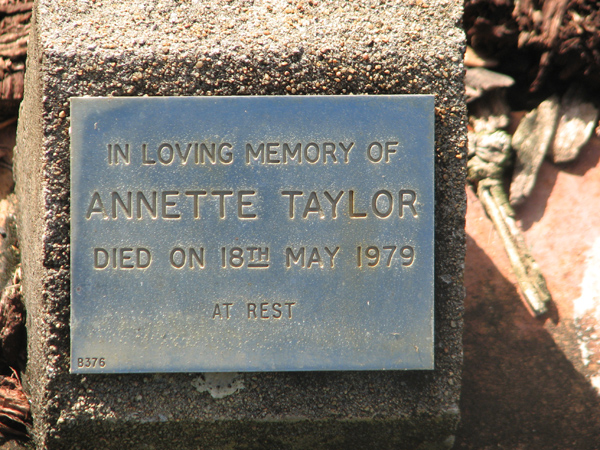 IN LOVING MEMORY OF
ANNETTE TAYLOR
DIED ON 18TH MAY 1979
AT REST
B376